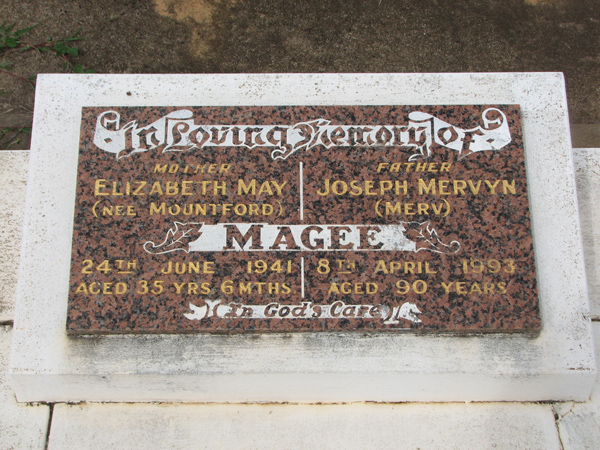 In Loving Memory Of
MOTHER FATHER
ELIZABETH MAY JOSEPH MERVYN
(NEE MOUNTFORD) (MERV)
MAGEE
24TH JUNE 1941 8TH APRIL 1993
AGED 35 YRS 6 MTHS AGED 90 YEARS
In God's Care